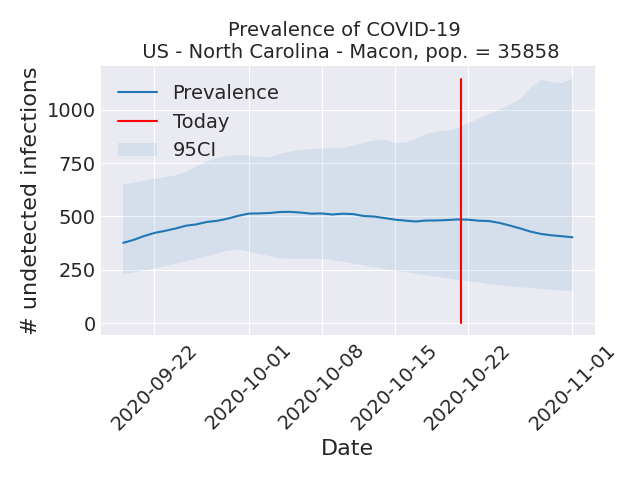 Prevalence of COVID-19
US - North Carolina - Macon, pop. = 35858
# undetected infections
1000
750
500
250
0
Prevalence
Today
95CI
2020-09-22
2020-10-01
2020-10-08
2020-10-15
2020-10-22
2020-11-01
Date